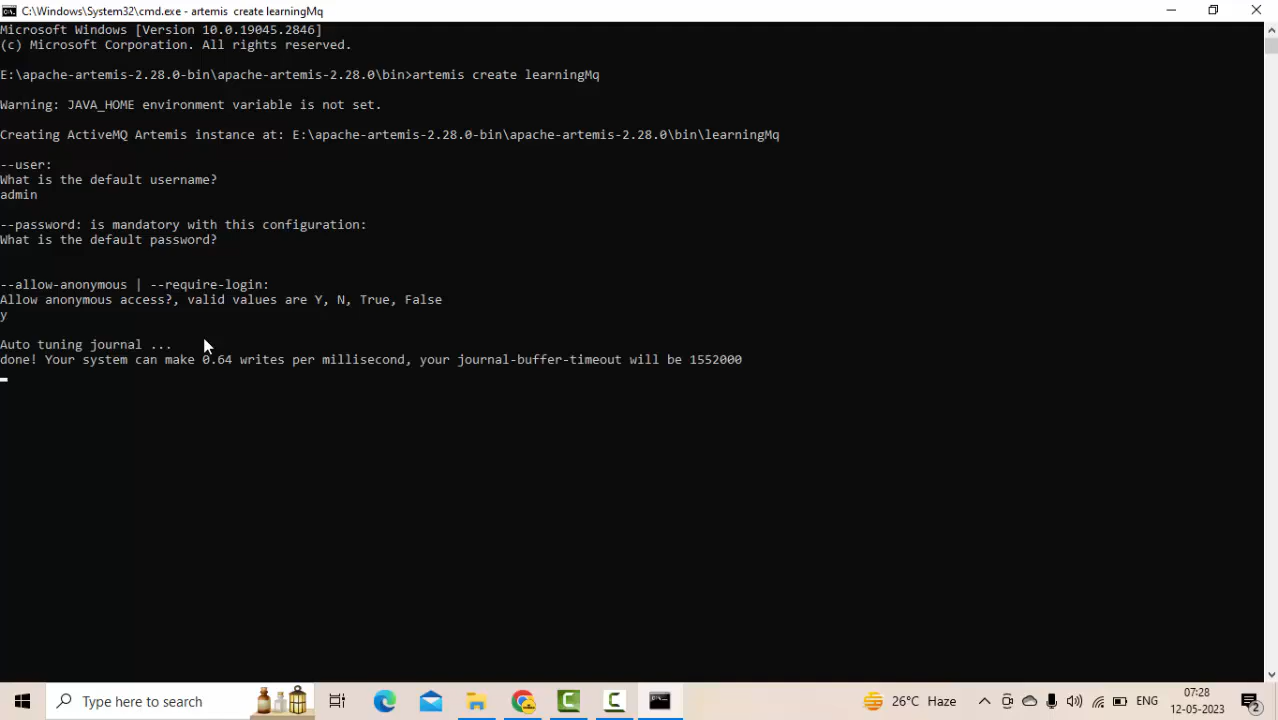 C:\Windows\System32\cmd.exe - artemis  create learningMq
Microsoft Windows [Version 10.0.19045.2846]
(c) Microsoft Corporation. All rights reserved.
E:\apache-artemis-2.28.0-bin\apache-artemis-2.28.0\bin>artemis create learningMq
Warning: JAVA_HOME environment variable is not set.
Creating ActiveMQ Artemis instance at: E:\apache-artemis-2.28.0-bin\apache-artemis-2.28.0\bin\learningMq
--user:
What is the default username?
admin
--password: is mandatory with this configuration:
What is the default password?
--allow-anonymous | --require-login:
Allow anonymous access?, valid values are Y, N, True, False
y
Auto tuning journal ...
done! Your system can make 0.64 writes per millisecond, your journal-buffer-timeout will be 1552000
Type here to search
26°C Haze
ENG
07:28
12-05-2023
2